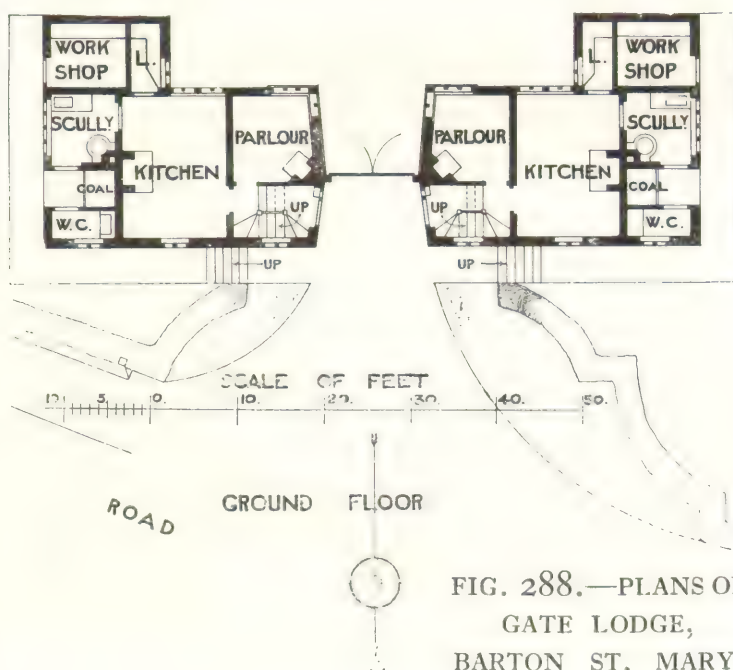 WORK SHOP
L.
SCULLY
KITCHEN
PARLOUR
COAL
W.C.
UP
UP
L.
WORK SHOP
SCULLY
PARLOUR
KITCHEN
COAL
W.C.
UP
UP
SCALE OF FEET
10. 5. 0. 10. 20. 30. 40. 50.
ROAD
GROUND FLOOR
FIG. 288.—PLANS OF
GATE LODGE,
BARTON ST. MARY